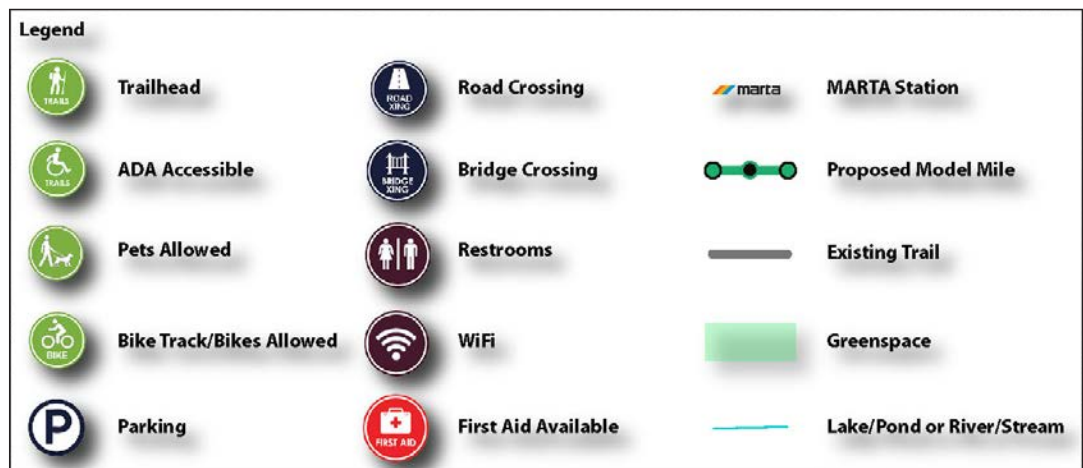 Legend
TRAILS
Trailhead
ROAD
XING
Road Crossing
marta
MARTA Station
TRAILS
ADA Accessible
BRIDGE
XING
Bridge Crossing
Proposed Model Mile
Pets Allowed
Restrooms
Existing Trail
BIKE
Bike Track/Bikes Allowed
WiFi
Greenspace
P
Parking
FIRST AID
First Aid Available
Lake/Pond or River/Stream